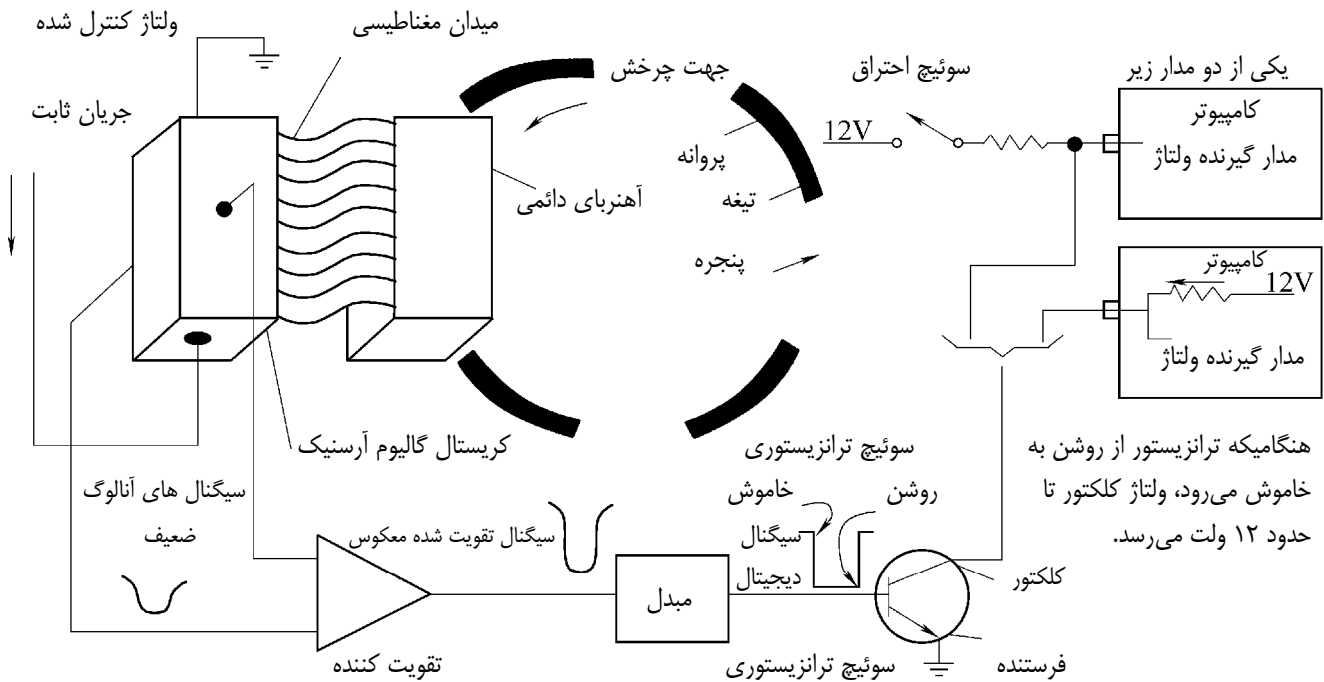 ولتاژ کنترل شده
میدان مغناطیسی
جهت چرخش
سوئیچ احتراق
یکی از دو مدار زیر
جریان ثابت
کامپیوتر
12V
مدار گیرنده ولتاژ
پروانه
تیغه
آهنربای دائمی
پنجره
کامپیوتر
12V
مدار گیرنده ولتاژ
کریستال گالیوم آرسنیک
سوئیچ ترانزیستوری
هنگامیکه ترانزیستور از روشن به
خاموش می‌رود، ولتاژ کلکتور تا
حدود ۱۲ ولت می‌رسد.
سیگنال های آنالوگ
ضعیف
خاموش
روشن
سیگنال تقویت شده معکوس
سیگنال
دیجیتال
مبدل
کلکتور
تقویت کننده
سوئیچ ترانزیستوری
فرستنده